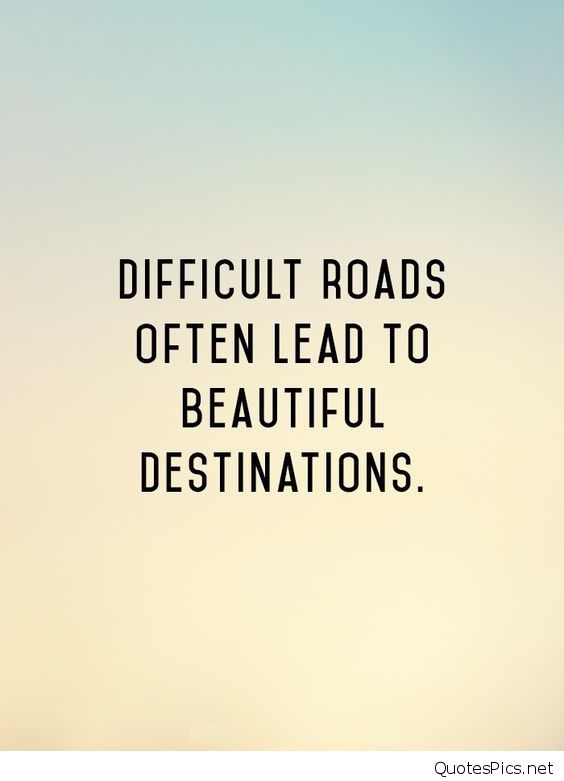 DIFFICULT ROADS
OFTEN LEAD TO
BEAUTIFUL
DESTINATIONS.
QuotesPics.net